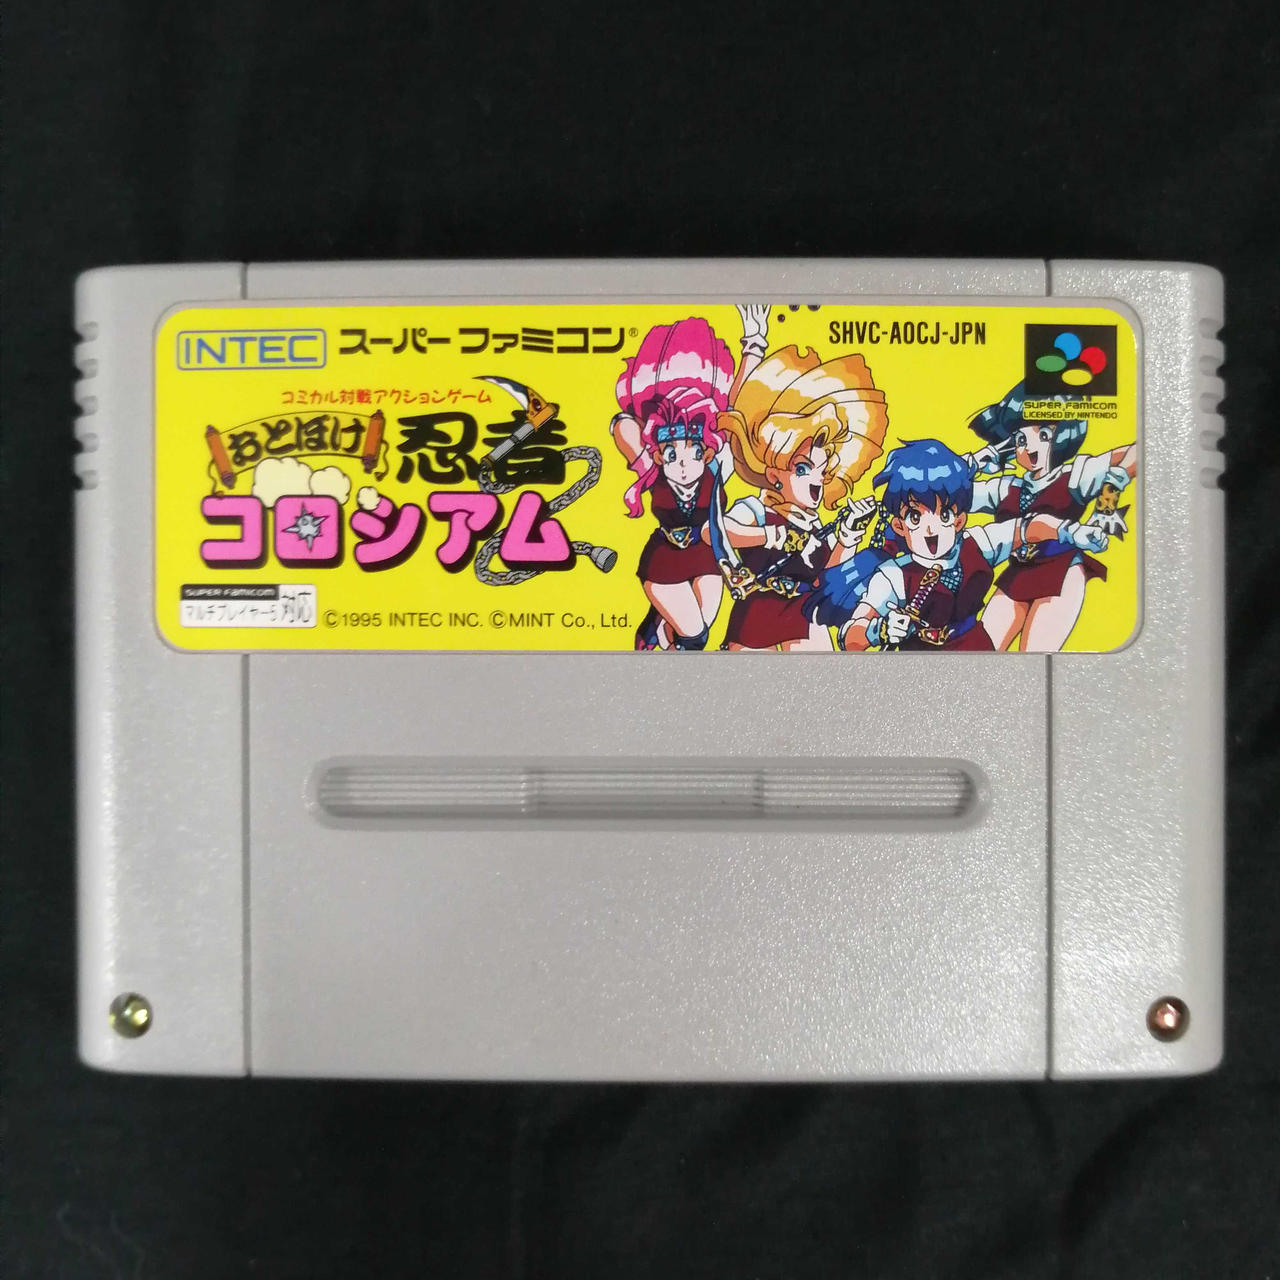 INTEC スーパーファミコン®
SHVC-AOCJ-JPN
コミカル対戦アクションゲーム
おとぼけ忍者
コロシアム
SUPER FAMICOM
LICENSED BY NINTENDO
SUPER FAMICOM
マルチプレイヤー5対応
©1995 INTEC INC. ©MINT Co., Ltd.